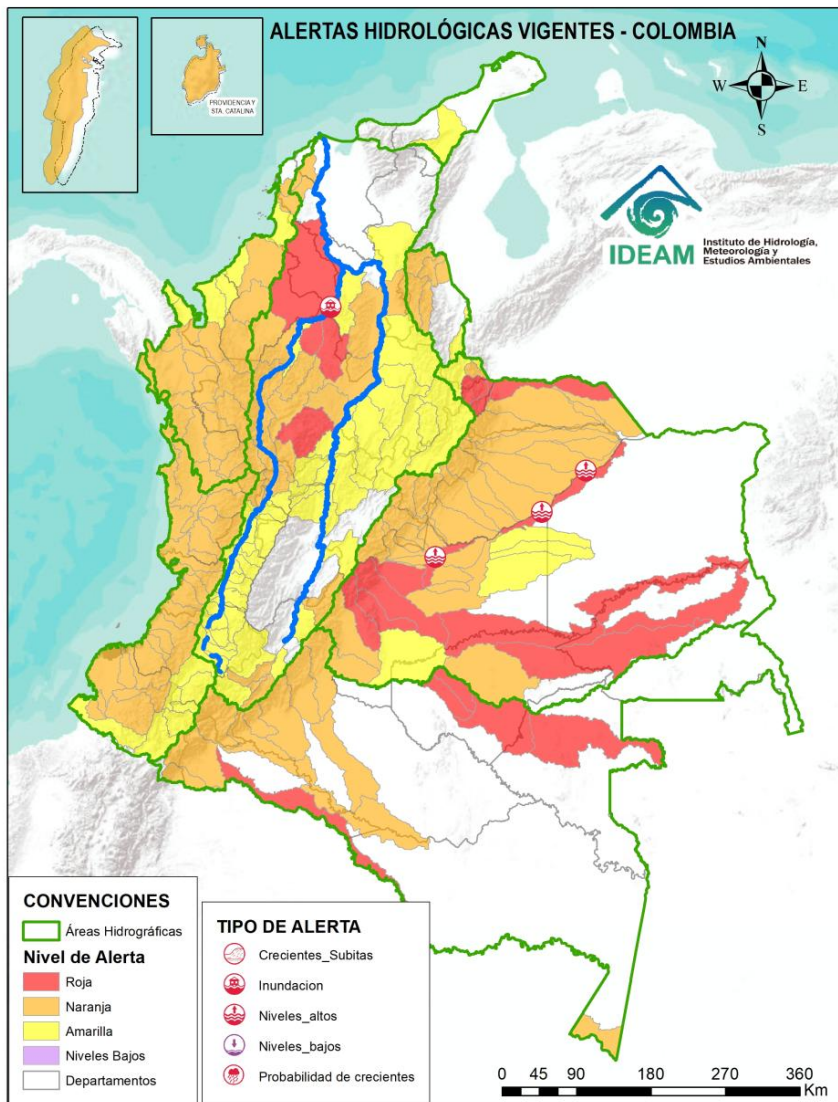 ALERTAS HIDROLÓGICAS VIGENTES - COLOMBIA
PROVIDENCIA Y
STA. CATALINA
N
W
E
S
IDEAM
Instituto de Hidrología,
Meteorología y
Estudios Ambientales
CONVENCIONES
Áreas Hidrográficas
Nivel de Alerta
Roja
Naranja
Amarilla
Niveles Bajos
Departamentos
TIPO DE ALERTA
Crecientes_Subitas
Inundacion
Niveles_altos
Niveles_bajos
Probabilidad de crecientes
0 45 90 180 270 360
Km